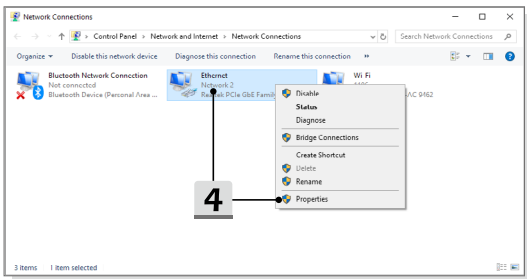 Network Connections
Control Panel > Network and Internet > Network Connections
Search Network Connections
Organize
Disable this network device
Diagnose this connection
Rename this connection
»
Bluetooth Network Connection
Not connected
Bluetooth Device (Personal Area ...
Ethernet
Network 2
Realtek PCIe GbE Family
Wi Fi
AC 9462
Disable
Status
Diagnose
Bridge Connections
Create Shortcut
Delete
Rename
Properties
4
3 items
1 item selected